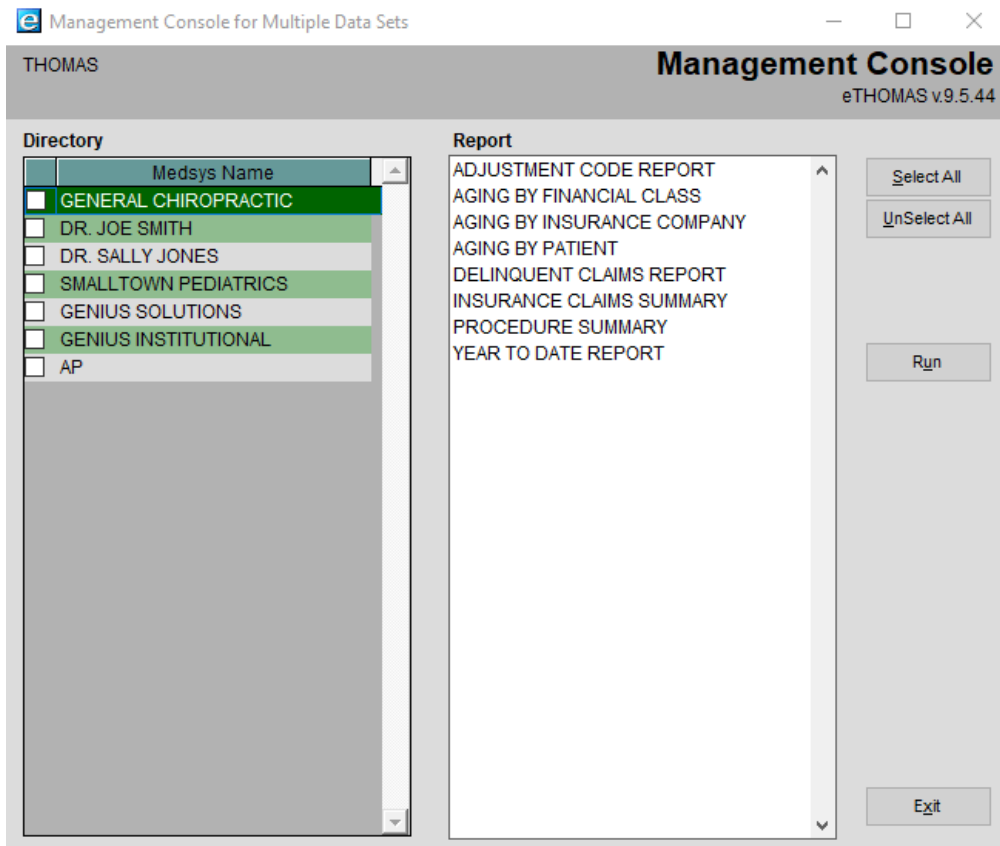 e Management Console for Multiple Data Sets
THOMAS
Management Console
eTHOMAS v.9.5.44
Directory
Medsys Name
GENERAL CHIROPRACTIC
DR. JOE SMITH
DR. SALLY JONES
SMALLTOWN PEDIATRICS
GENIUS SOLUTIONS
GENIUS INSTITUTIONAL
AP
Report
ADJUSTMENT CODE REPORT
AGING BY FINANCIAL CLASS
AGING BY INSURANCE COMPANY
AGING BY PATIENT
DELINQUENT CLAIMS REPORT
INSURANCE CLAIMS SUMMARY
PROCEDURE SUMMARY
YEAR TO DATE REPORT
Select All
UnSelect All
Run
Exit